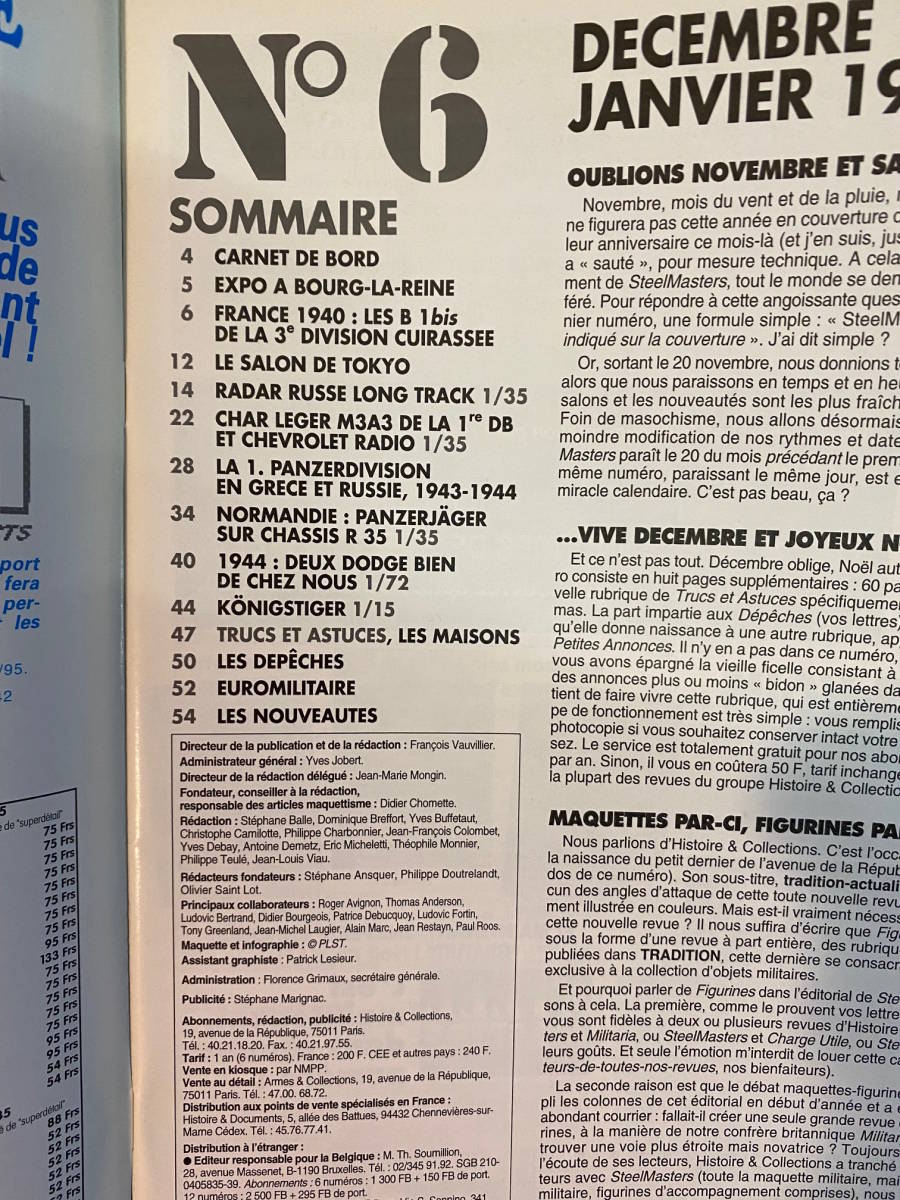 us
de
nt
!
TS
port
fera
per-
les
/95.
2
5
de "superdétail"
75 Frs
75 Frs
75 Frs
75 Frs
75 Frs
75 Frs
75 Frs
95 Frs
133 Frs
75 Frs
75 Frs
75 Frs
75 Frs
95 Frs
95 Frs
54 Frs
54 Frs
35
de "superdétail"
88 Frs
52 Frs
52 Frs
52 Frs
52 Frs
52 Frs
N° 6
SOMMAIRE
4 CARNET DE BORD
5 EXPO A BOURG-LA-REINE
6 FRANCE 1940 : LES B 1bis
DE LA 3e DIVISION CUIRASSEE
12 LE SALON DE TOKYO
14 RADAR RUSSE LONG TRACK 1/35
22 CHAR LEGER M3A3 DE LA 1re DB
ET CHEVROLET RADIO 1/35
28 LA 1. PANZERDIVISION
EN GRECE ET RUSSIE, 1943-1944
34 NORMANDIE : PANZERJÄGER
SUR CHASSIS R 35 1/35
40 1944 : DEUX DODGE BIEN
DE CHEZ NOUS 1/72
44 KÖNIGSTIGER 1/15
47 TRUCS ET ASTUCES, LES MAISONS
50 LES DEPÊCHES
52 EUROMILITAIRE
54 LES NOUVEAUTES
Directeur de la publication et de la rédaction : François Vauvillier.
Administrateur général : Yves Jobert.
Directeur de la rédaction délégué : Jean-Marie Mongin.
Fondateur, conseiller à la rédaction,
responsable des articles maquettisme : Didier Chomette.
Rédaction : Stéphane Balle, Dominique Breffort, Yves Buffetaut,
Christophe Camilotte, Philippe Charbonnier, Jean-François Colombet,
Yves Debay, Antoine Demetz, Eric Micheletti, Théophile Monnier,
Philippe Teulé, Jean-Louis Viau.
Rédacteurs fondateurs : Stéphane Ansquer, Philippe Doutrelandt,
Olivier Saint Lot.
Principaux collaborateurs : Roger Avignon, Thomas Anderson,
Ludovic Bertrand, Didier Bourgeois, Patrice Debucquoy, Ludovic Fortin,
Tony Greenland, Jean-Michel Laugier, Alain Marc, Jean Restayn, Paul Roos.
Maquette et infographie : © PLST.
Assistant graphiste : Patrick Lesieur.
Administration : Florence Grimaux, secrétaire générale.
Publicité : Stéphane Marignac.
Abonnements, rédaction, publicité : Histoire & Collections,
19, avenue de la République, 75011 Paris.
Tél. : 40.21.18.20. Fax. : 40.21.97.55.
Tarif : 1 an (6 numéros). France : 200 F. CEE et autres pays : 240 F.
Vente en kiosque : par NMPP.
Vente au détail : Armes & Collections, 19, avenue de la République,
75011 Paris. Tél. : 47.00.68.72.
Distribution aux points de vente spécialisés en France :
Histoire & Documents, 5, allée des Battues, 94432 Chennevières-sur-
Marne Cédex. Tél. : 45.76.77.41.
Distribution à l'étranger :
● Editeur responsable pour la Belgique : M. Th. Soumillion,
28, avenue Massenet, B-1190 Bruxelles. Tél. : 02/345 91.92. SGB 210-
0405835-39. Abonnements : 6 numéros : 1 300 FB + 150 FB de port.
12 numéros : 2 500 FB + 295 FB de port.
341
DECEMBRE
JANVIER 19
OUBLIONS NOVEMBRE ET SA
Novembre, mois du vent et de la pluie,
ne figurera pas cette année en couverture
leur anniversaire ce mois-là (et j'en suis, jus
a « sauté », pour mesure technique. A cela
ment de SteelMasters, tout le monde se den
féré. Pour répondre à cette angoissante ques
nier numéro, une formule simple : « SteelM
indiqué sur la couverture ». J'ai dit simple ?
Or, sortant le 20 novembre, nous donnions t
alors que nous paraissons en temps et en heu
salons et les nouveautés sont les plus fraîch
Foin de masochisme, nous allons désormais
moindre modification de nos rythmes et date
Masters paraît le 20 du mois précédant le prem
même numéro, paraissant le même jour, est e
miracle calendaire. C'est pas beau, ça ?
...VIVE DECEMBRE ET JOYEUX N
Et ce n'est pas tout. Décembre oblige, Noël aut
ro consiste en huit pages supplémentaires : 60 pa
velle rubrique de Trucs et Astuces spécifiquemen
mas. La part impartie aux Dépêches (vos lettres)
qu'elle donne naissance à une autre rubrique, ap
Petites Annonces. Il n'y en a pas dans ce numéro,
vous avons épargné la vieille ficelle consistant à
des annonces plus ou moins « bidon » glanées da
tient de faire vivre cette rubrique, qui est entièreme
pe de fonctionnement est très simple : vous remplis
photocopie si vous souhaitez conserver intact votre
sez. Le service est totalement gratuit pour nos abon
par an. Sinon, il vous en coûtera 50 F, tarif inchange
la plupart des revues du groupe Histoire & Collectio
MAQUETTES PAR-CI, FIGURINES PA
Nous parlions d'Histoire & Collections. C'est l'occa
la naissance du petit dernier de l'avenue de la Répub
dos de ce numéro). Son sous-titre, tradition-actuali
cun des angles d'attaque de cette toute nouvelle revu
ment illustrée en couleurs. Mais est-il vraiment nécess
cette nouvelle revue ? Il nous suffira d'écrire que Fig
sous la forme d'une revue à part entière, des rubrique
publiées dans TRADITION, cette dernière se consacr
exclusive à la collection d'objets militaires.
Et pourquoi parler de Figurines dans l'éditorial de Ste
sons à cela. La première, comme le prouvent vos lettre
vous sont fidèles à deux ou plusieurs revues d'Histoire
ters et Militaria, ou SteelMasters et Charge Utile, ou Ste
leurs goûts. Et seule l'émotion m'interdit de louer cette ca
teurs-de-toutes-nos-revues, nos bienfaiteurs).
La seconde raison est que le débat maquettes-figurine
pli les colonnes de cet éditorial en début d'année et a e
abondant courrier : fallait-il créer une seule grande revue
rines, à la manière de notre confrère britannique Militar
trouver une voie plus étroite mais novatrice ? Toujours
l'écoute de ses lecteurs, Histoire & Collections a tranché
teurs avec SteelMasters (toute la maquette militaire, mai
militaire, figurines d'accompagnement comprises), nous